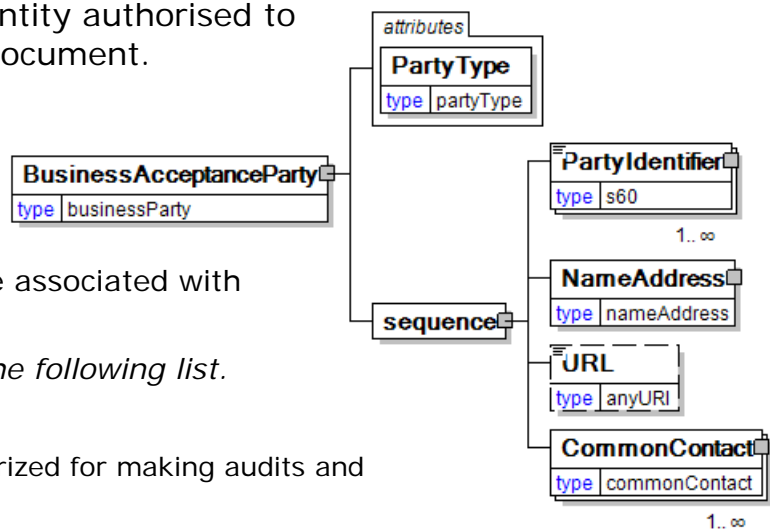 ntity authorised to
ocument.
attributes
PartyType
type partyType
BusinessAcceptanceParty
type businessParty
PartyIdentifier
type s60
1.. ∞
e associated with
NameAddress
type nameAddress
sequence
he following list.
URL
type anyURI
rized for making audits and
CommonContact
type commonContact
1.. ∞